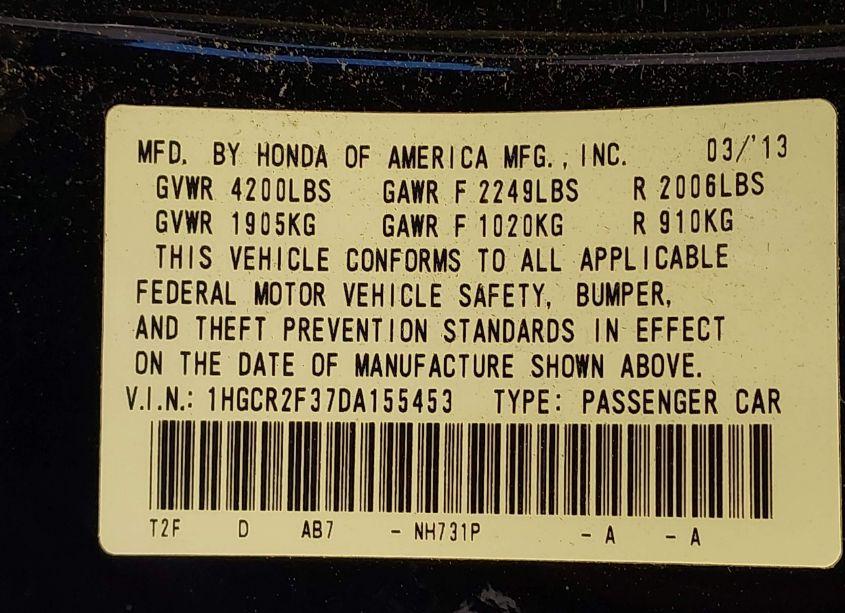 MFD. BY HONDA OF AMERICA MFG., INC. 03/'13
GVWR 4200LBS GAWR F 2249LBS R 2006LBS
GVWR 1905KG GAWR F 1020KG R 910KG
THIS VEHICLE CONFORMS TO ALL APPLICABLE
FEDERAL MOTOR VEHICLE SAFETY, BUMPER,
AND THEFT PREVENTION STANDARDS IN EFFECT
ON THE DATE OF MANUFACTURE SHOWN ABOVE.
V.I.N.: 1HGCR2F37DA155453 TYPE: PASSENGER CAR
T2F D AB7 - NH731P - A - A